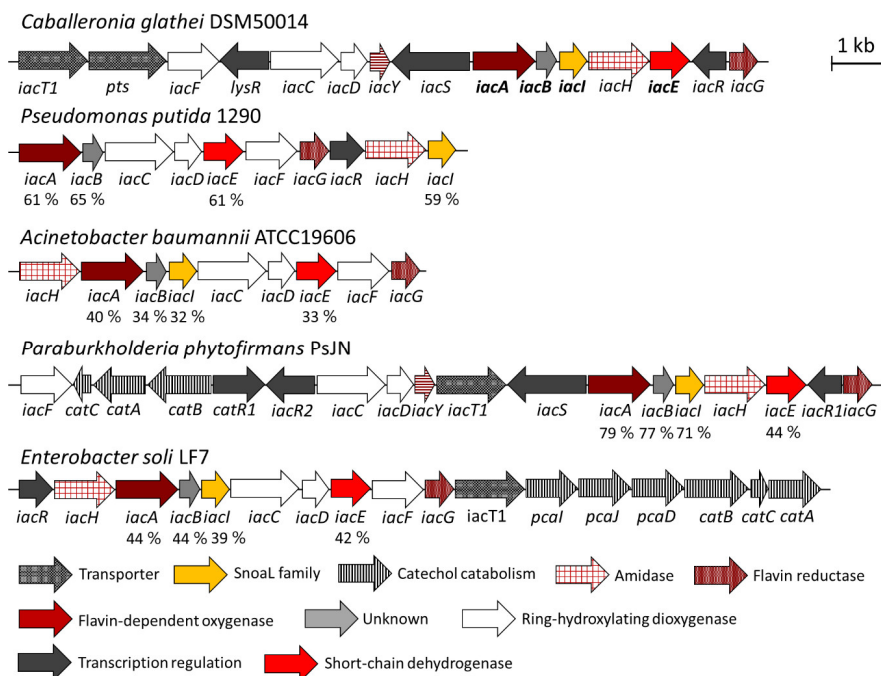 Caballeronia glathei DSM50014
1 kb
iacT1 pts iacF lysR iacC iacD iacY iacS iacA iacB iacI iacH iacE iacR iacG
Pseudomonas putida 1290
iacA iacB iacC iacD iacE iacF iacG iacR iacH iacI
61 % 65 % 61 % 59 %
Acinetobacter baumannii ATCC19606
iacH iacA iacB iacI iacC iacD iacE iacF iacG
40 % 34 % 32 % 33 %
Paraburkholderia phytofirmans PsJN
iacF catC catA catB catR1 iacR2 iacC iacD iacY iacT1 iacS iacA iacB iacI iacH iacE iacR1 iacG
79 % 77 % 71 % 44 %
Enterobacter soli LF7
iacR iacH iacA iacB iacI iacC iacD iacE iacF iacG iacT1 pcaI pcaJ pcaD catB catC catA
44 % 44 % 39 % 42 %
Transporter SnoaL family Catechol catabolism Amidase Flavin reductase
Flavin-dependent oxygenase Unknown Ring-hydroxylating dioxygenase
Transcription regulation Short-chain dehydrogenase